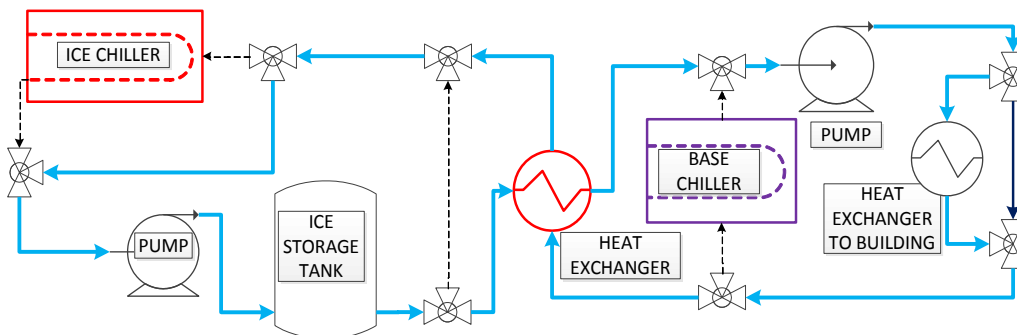 ICE CHILLER
PUMP
ICE
STORAGE
TANK
HEAT
EXCHANGER
BASE
CHILLER
PUMP
HEAT
EXCHANGER
TO BUILDING